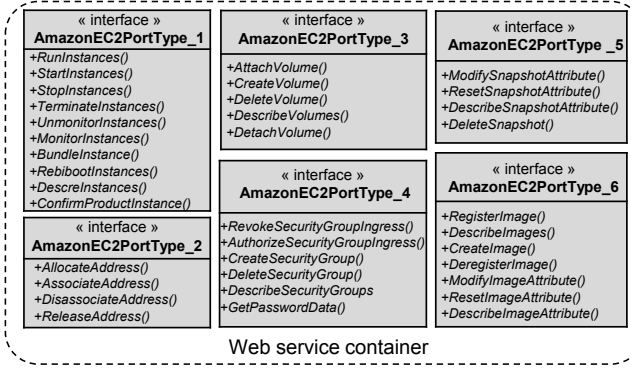 « interface »
AmazonEC2PortType_1
+RunInstances()
+StartInstances()
+StopInstances()
+TerminateInstances()
+UnmonitorInstances()
+MonitorInstances()
+BundleInstance()
+RebibootInstance()
+DescreInstances()
+ConfirmProductInstance()
« interface »
AmazonEC2PortType_2
+AllocateAddress()
+AssociateAddress()
+DisassociateAddress()
+ReleaseAddress()
« interface »
AmazonEC2PortType_3
+AttachVolume()
+CreateVolume()
+DeleteVolume()
+DescribeVolumes()
+DetachVolume()
« interface »
AmazonEC2PortType_4
+RevokeSecurityGroupIngress()
+AuthorizeSecurityGroupIngress()
+CreateSecurityGroup()
+DeleteSecurityGroup()
+DescribeSecurityGroups
+GetPasswordData()
« interface »
AmazonEC2PortType _5
+ModifySnapshotAttribute()
+ResetSnapshotAttribute()
+DescribeSnapshotAttribute()
+DeleteSnapshot()
« interface »
AmazonEC2PortType_6
+RegisterImage()
+DescribeImages()
+CreateImage()
+DeregisterImage()
+ModifyImageAttribute()
+ResetImageAttribute()
+DescribeImageAttribute()
Web service container